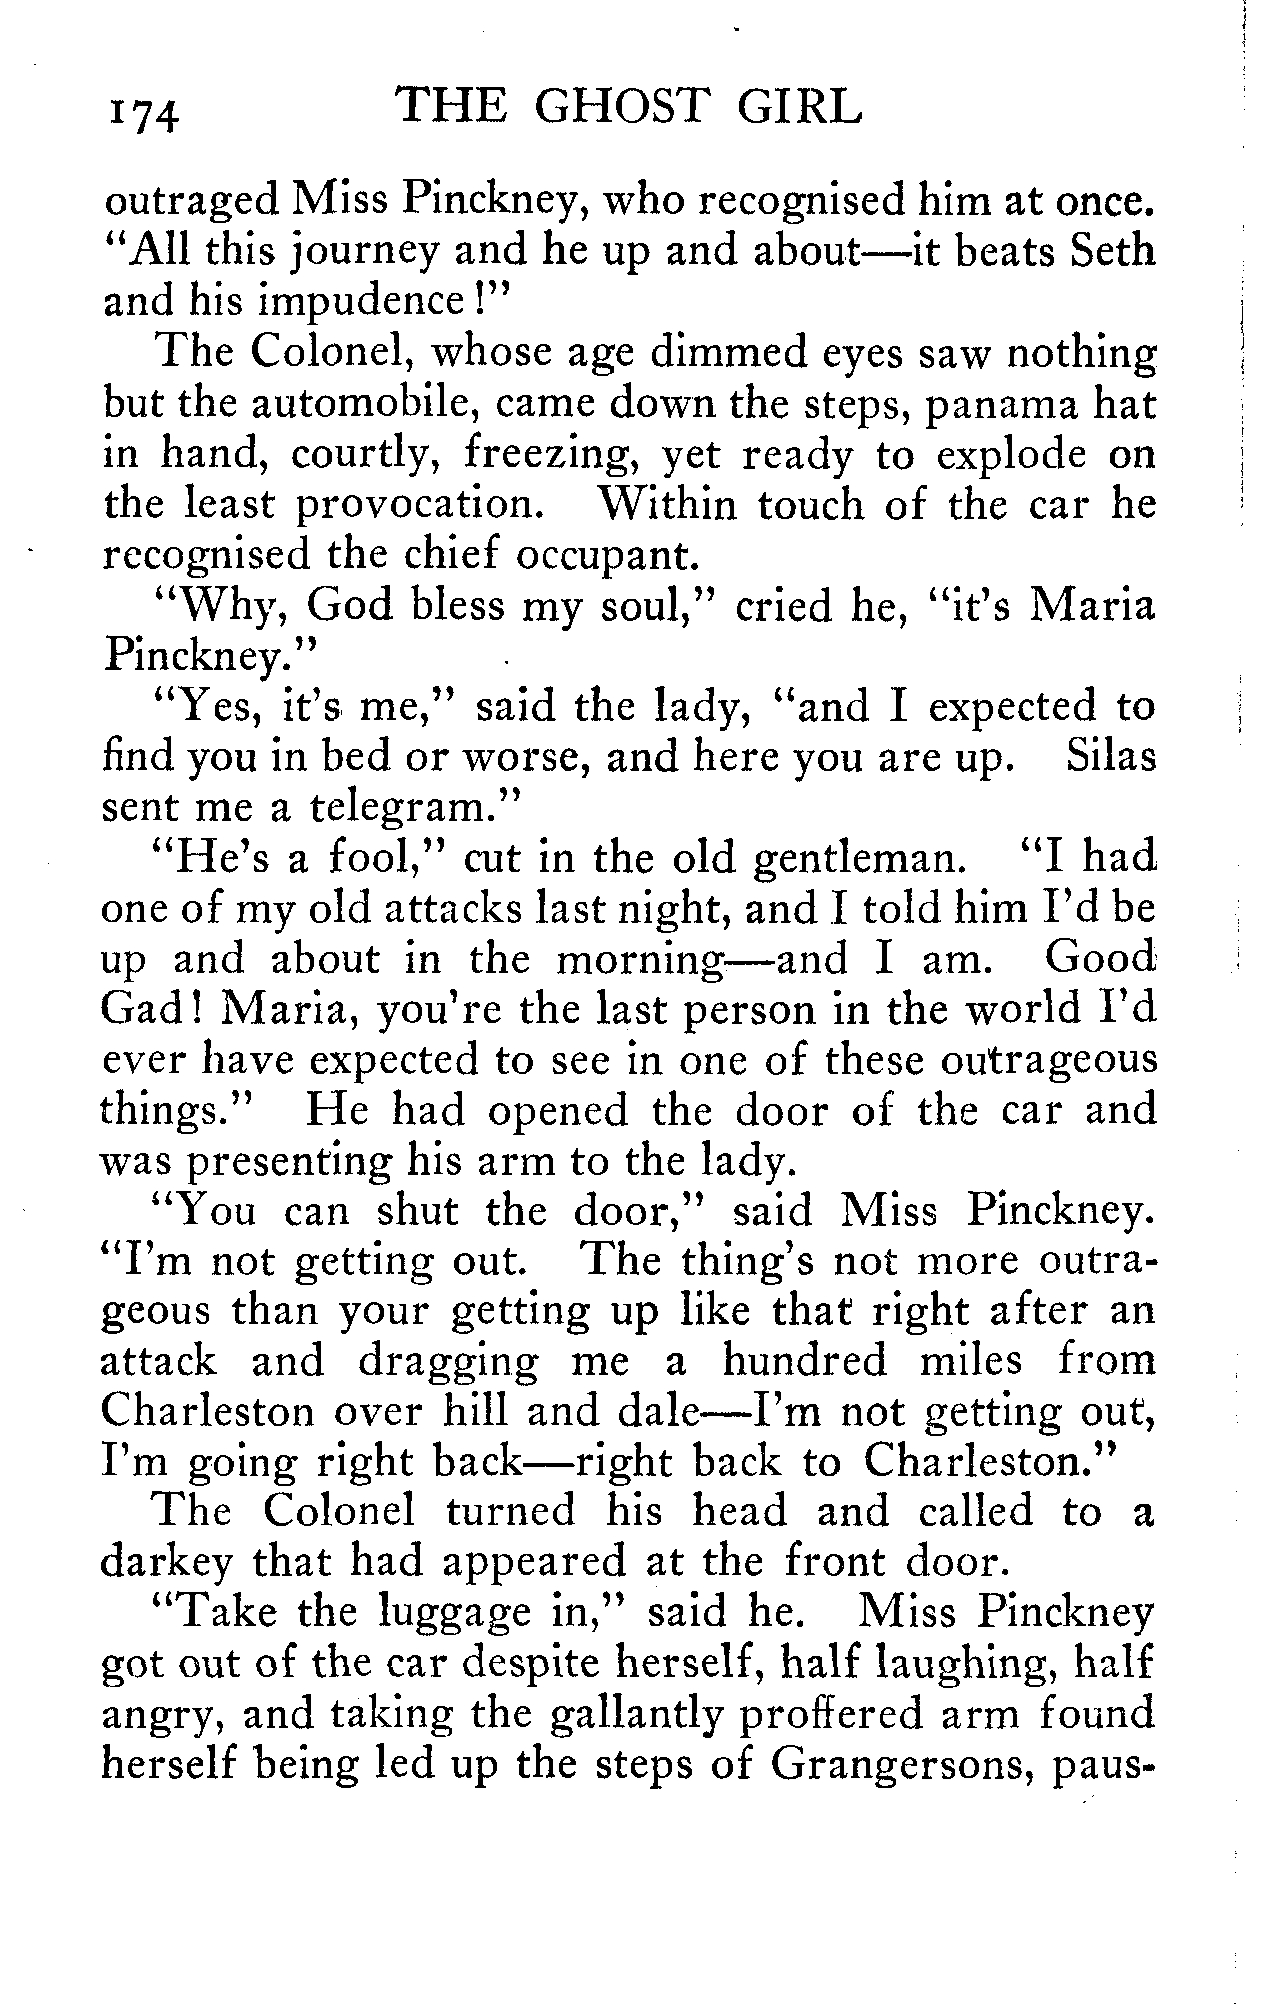 174 THE GHOST GIRL
outraged Miss Pinckney, who recognised him at once.
“All this journey and he up and about—it beats Seth
and his impudence!”
The Colonel, whose age dimmed eyes saw nothing
but the automobile, came down the steps, panama hat
in hand, courtly, freezing, yet ready to explode on
the least provocation. Within touch of the car he
recognised the chief occupant.
“Why, God bless my soul,” cried he, “it’s Maria
Pinckney.”
“Yes, it’s me,” said the lady, “and I expected to
find you in bed or worse, and here you are up. Silas
sent me a telegram.”
“He’s a fool,” cut in the old gentleman. “I had
one of my old attacks last night, and I told him I’d be
up and about in the morning—and I am. Good
Gad! Maria, you’re the last person in the world I’d
ever have expected to see in one of these outrageous
things.” He had opened the door of the car and
was presenting his arm to the lady.
“You can shut the door,” said Miss Pinckney.
“I’m not getting out. The thing’s not more outra-
geous than your getting up like that right after an
attack and dragging me a hundred miles from
Charleston over hill and dale—I’m not getting out,
I’m going right back—right back to Charleston.”
The Colonel turned his head and called to a
darkey that had appeared at the front door.
“Take the luggage in,” said he. Miss Pinckney
got out of the car despite herself, half laughing, half
angry, and taking the gallantly proffered arm found
herself being led up the steps of Grangersons, paus-